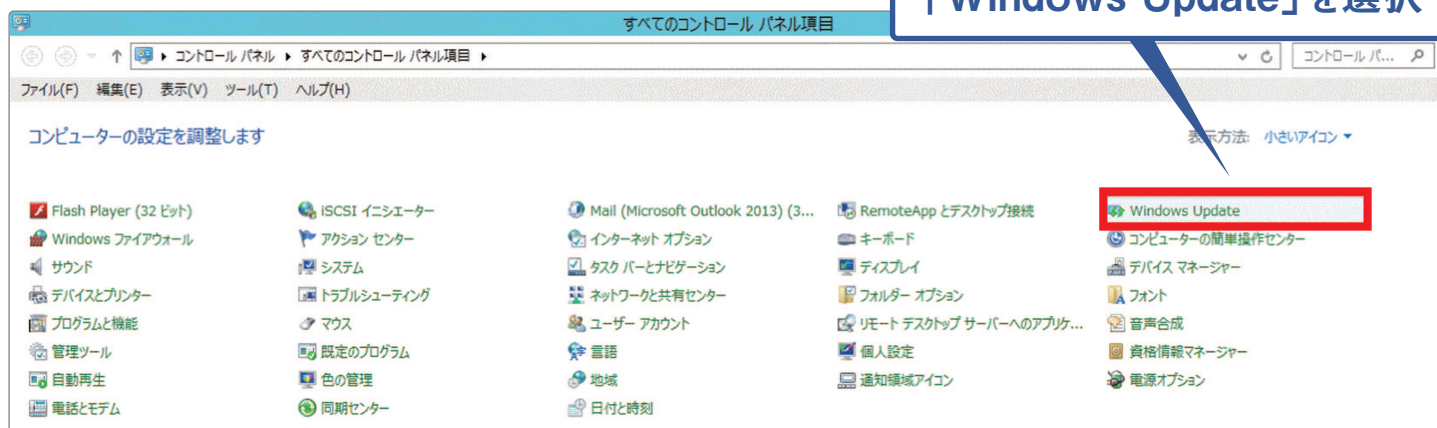 「Windows Update」を選択
すべてのコントロール パネル項目
コントロール パネル ▸ すべてのコントロール パネル項目 ▸
コントロール パ...
ファイル(F) 編集(E) 表示(V) ツール(T) ヘルプ(H)
コンピューターの設定を調整します
表示方法: 小さいアイコン
Flash Player (32 ビット) iSCSI イニシエーター Mail (Microsoft Outlook 2013) (3... RemoteApp とデスクトップ接続 Windows Update
Windows ファイアウォール アクション センター インターネット オプション キーボード コンピューターの簡単操作センター
サウンド システム タスク バーとナビゲーション ディスプレイ デバイス マネージャー
デバイスとプリンター トラブルシューティング ネットワークと共有センター フォルダー オプション フォント
プログラムと機能 マウス ユーザー アカウント リモート デスクトップ サーバーへのアプリケ... 音声合成
管理ツール 既定のプログラム 言語 個人設定 資格情報マネージャー
自動再生 色の管理 地域 通知領域アイコン 電源オプション
電話とモデム 同期センター 日付と時刻